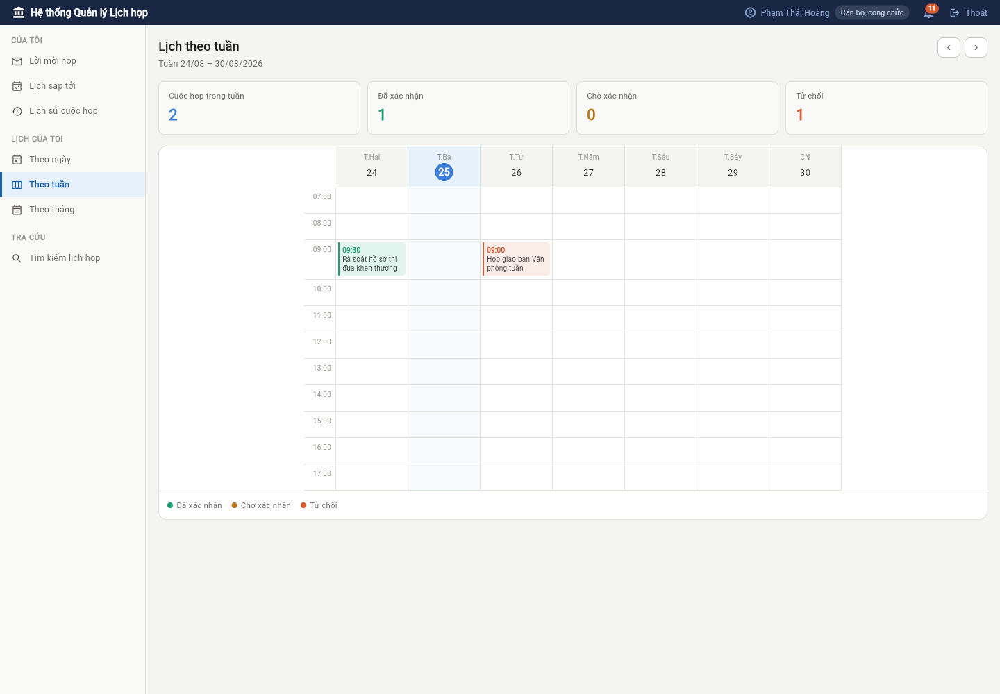 Hệ thống Quản lý Lịch họp
Phạm Thái Hoàng
Cán bộ, công chức
11
Thoát
CỦA TÔI
Lời mời họp
Lịch sắp tới
Lịch sử cuộc họp
LỊCH CỦA TÔI
Theo ngày
Theo tuần
Theo tháng
TRA CỨU
Tìm kiếm lịch họp
Lịch theo tuần
Tuần 24/08 – 30/08/2026
Cuộc họp trong tuần
2
Đã xác nhận
1
Chờ xác nhận
0
Từ chối
1
T.Hai
24
T.Ba
25
T.Tư
26
T.Năm
27
T.Sáu
28
T.Bảy
29
CN
30
07:00
08:00
09:00
09:30
Rà soát hồ sơ thi
đua khen thưởng
09:00
Họp giao ban Văn
phòng tuần
10:00
11:00
12:00
13:00
14:00
15:00
16:00
17:00
Đã xác nhận
Chờ xác nhận
Từ chối